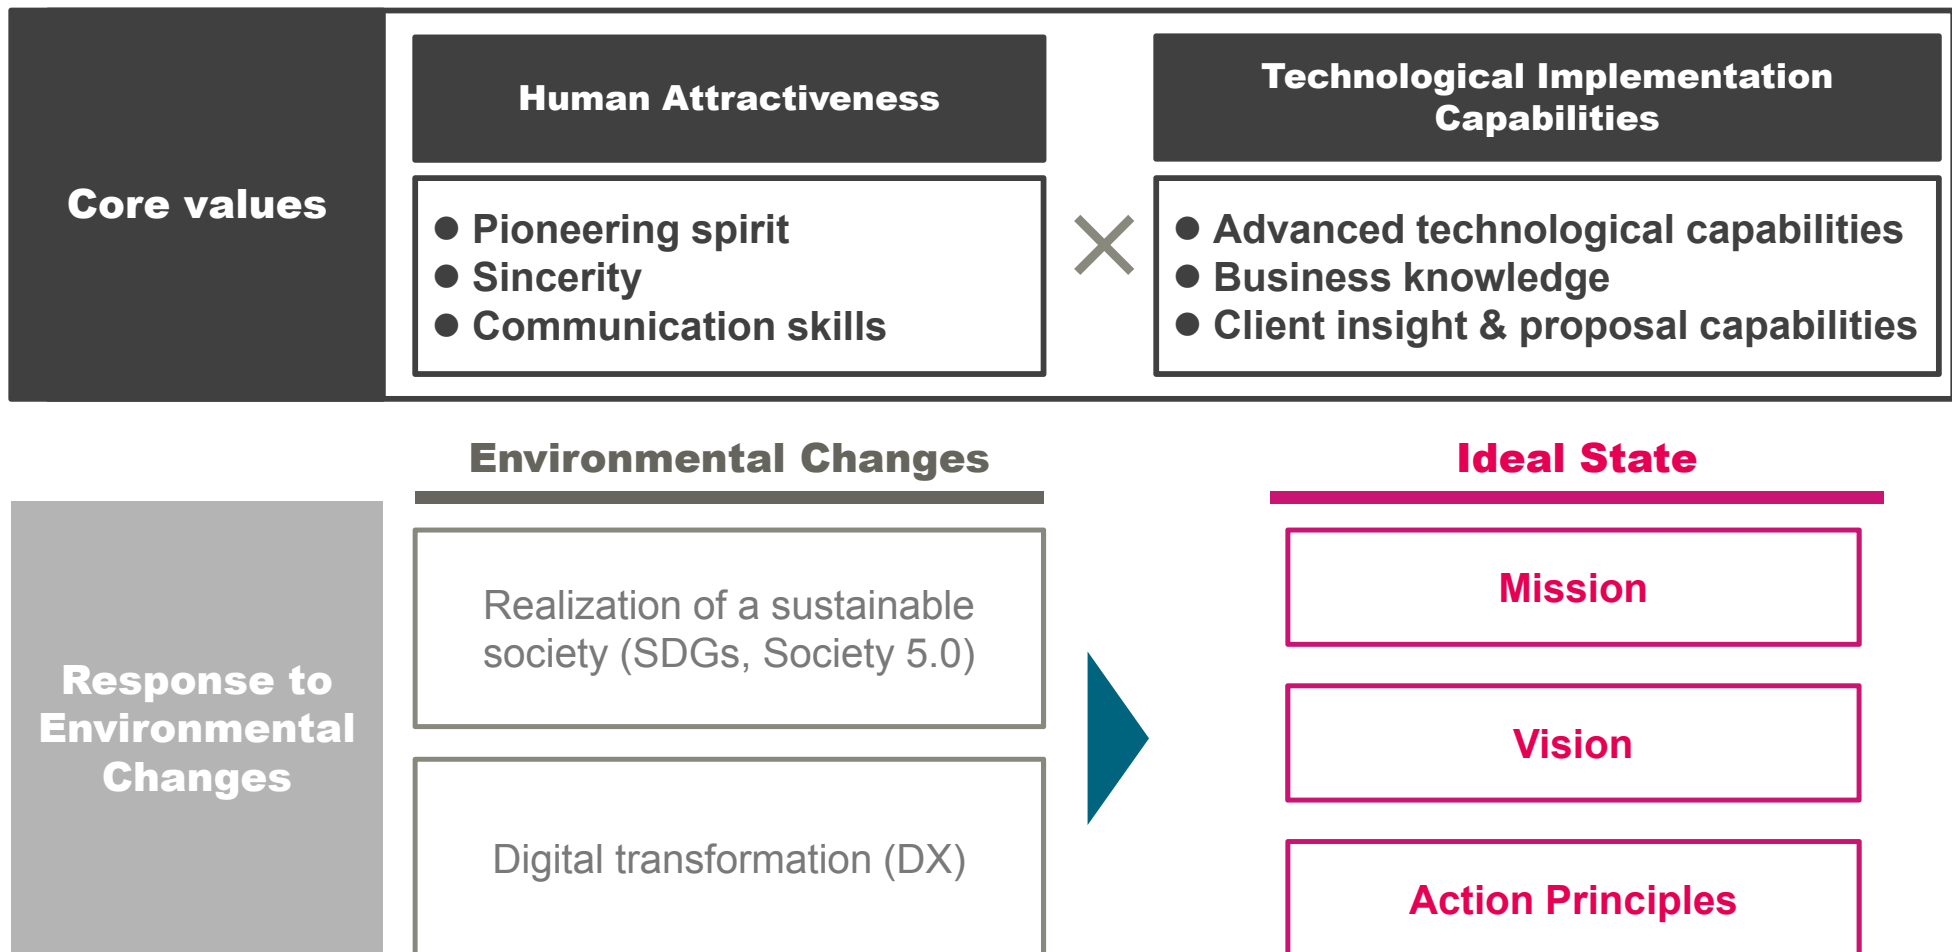 Core values
Human Attractiveness
● Pioneering spirit
● Sincerity
● Communication skills
Technological Implementation
Capabilities
● Advanced technological capabilities
● Business knowledge
● Client insight & proposal capabilities
Response to
Environmental
Changes
Environmental Changes
Realization of a sustainable
society (SDGs, Society 5.0)
Digital transformation (DX)
Ideal State
Mission
Vision
Action Principles